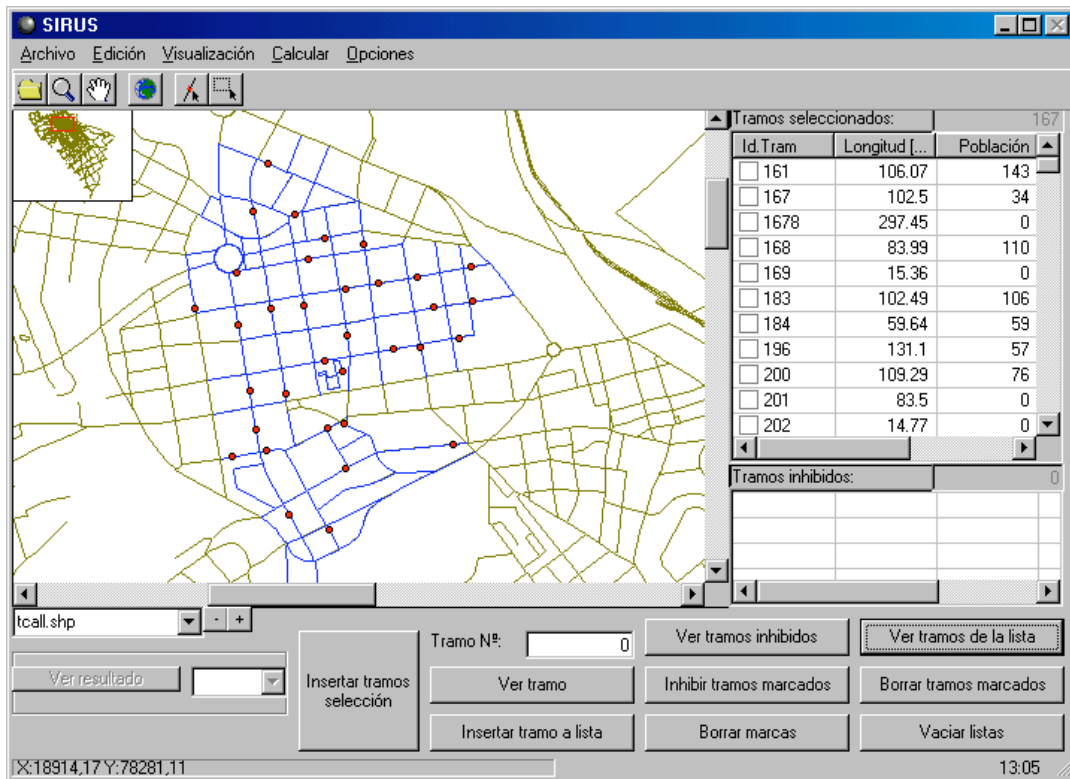 SIRUS
Archivo Edición Visualización Calcular Opciones
Tramos seleccionados: 167
Id.Tram Longitud [... Población
161 106.07 143
167 102.5 34
1678 297.45 0
168 83.99 110
169 15.36 0
183 102.49 106
184 59.64 59
196 131.1 57
200 109.29 76
201 83.5 0
202 14.77 0
Tramos inhibidos: 0
tcall.shp - +
Ver resultado
Insertar tramos selección
Tramo Nº: 0
Ver tramo
Insertar tramo a lista
Ver tramos inhibidos
Inhibir tramos marcados
Borrar marcas
Ver tramos de la lista
Borrar tramos marcados
Vaciar listas
X:18914,17 Y:78281,11
13:05